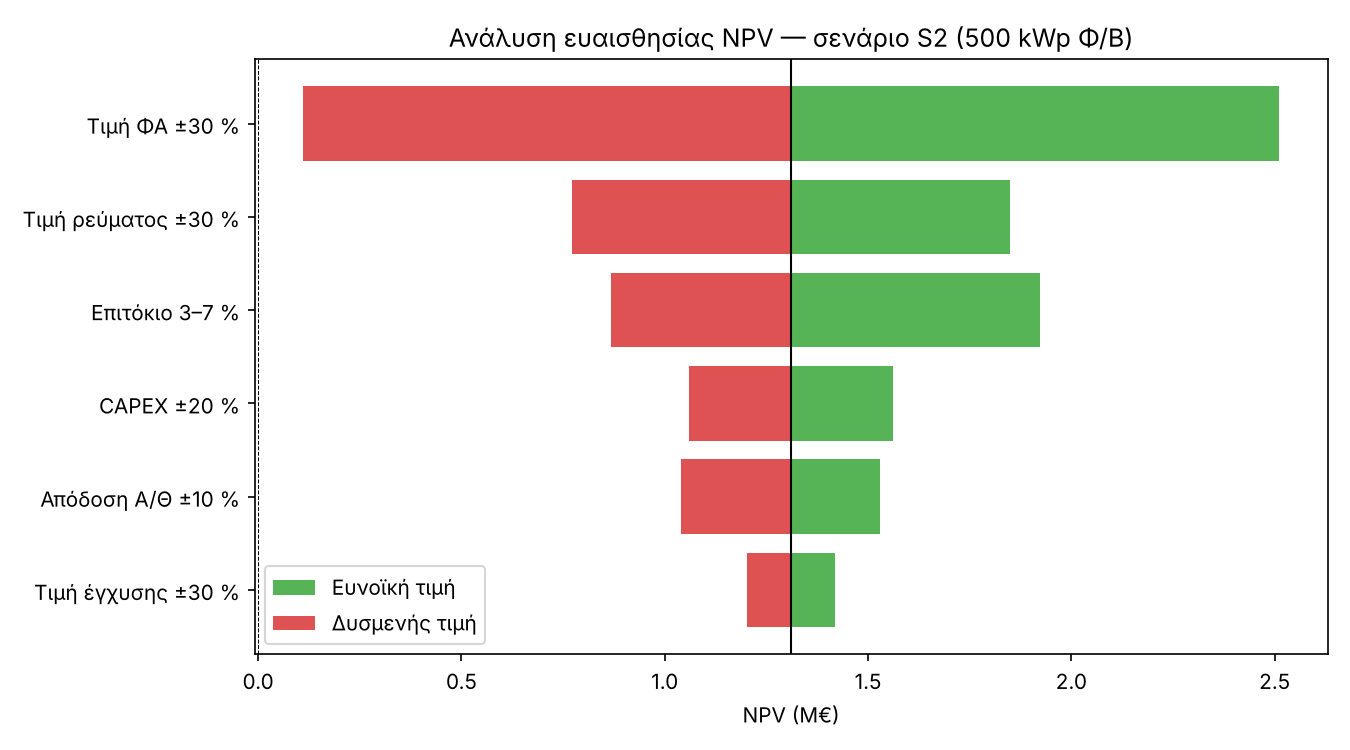 Ανάλυση ευαισθησίας NPV — σενάριο S2 (500 kWp Φ/Β)
Τιμή ΦΑ ±30 %
Τιμή ρεύματος ±30 %
Επιτόκιο 3–7 %
CAPEX ±20 %
Απόδοση Α/Θ ±10 %
Τιμή έγχυσης ±30 %
Ευνοϊκή τιμή
Δυσμενής τιμή
0.0 0.5 1.0 1.5 2.0 2.5
NPV (M€)